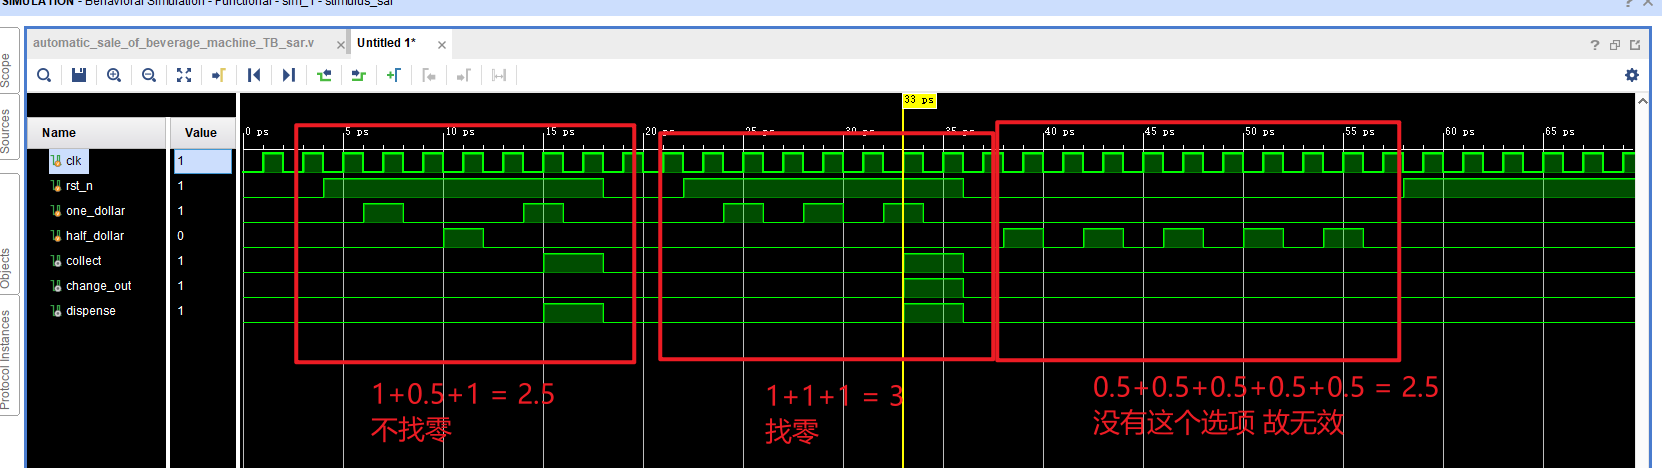 SIMULATION - Behavioral Simulation - Functional - sim_1 - stimulus_sar
automatic_sale_of_beverage_machine_TB_sar.v
Untitled 1*
Scope
Sources
Objects
Protocol Instances
Name Value
33 ps
0 ps 5 ps 10 ps 15 ps 20 ps 25 ps 30 ps 35 ps 40 ps 45 ps 50 ps 55 ps 60 ps 65 ps
clk 1
rst_n 1
one_dollar 1
half_dollar 0
collect 1
change_out 1
dispense 1
1+0.5+1 = 2.5
不找零
1+1+1 = 3
找零
0.5+0.5+0.5+0.5+0.5 = 2.5
没有这个选项 故无效